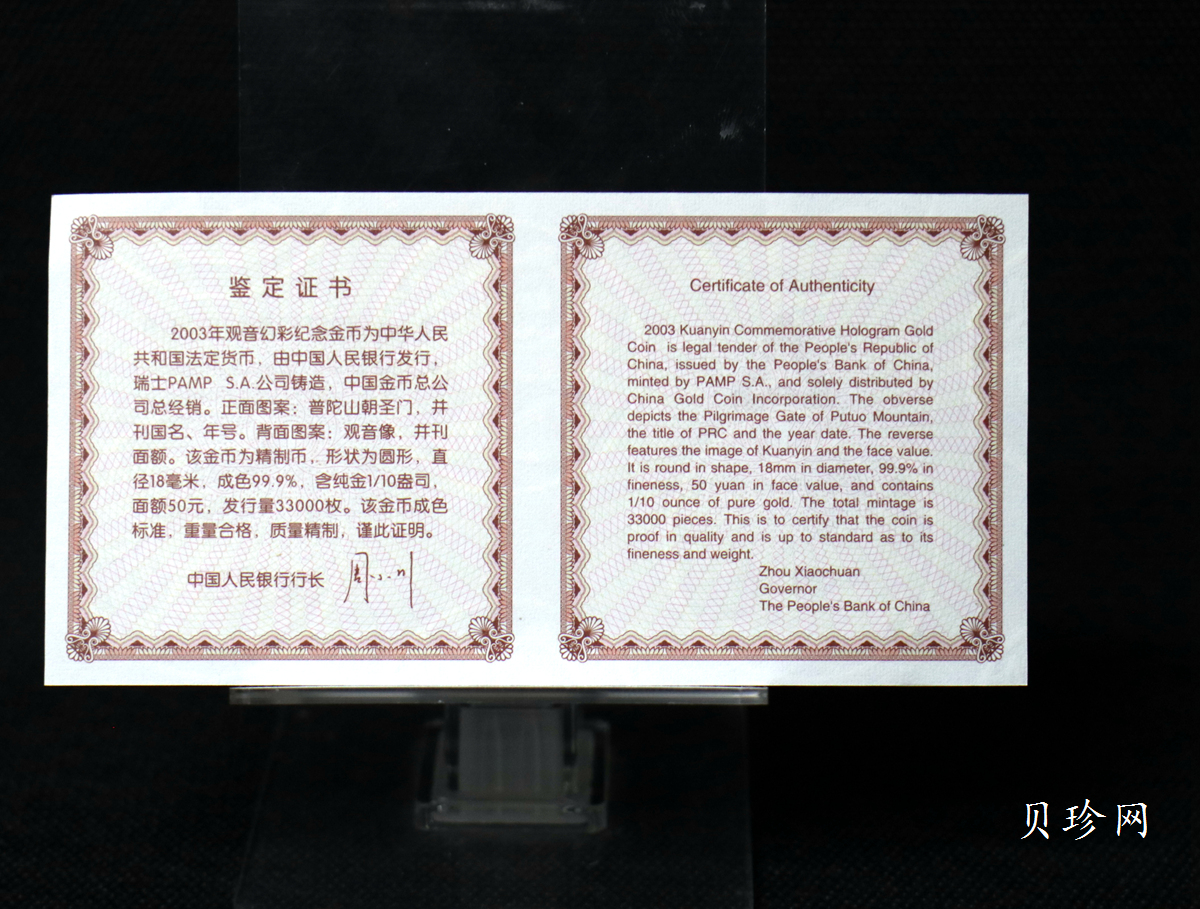 鉴定证书
2003年观音幻彩纪念金币为中华人民
共和国法定货币，由中国人民银行发行，
瑞士PAMP S.A.公司铸造，中国金币总公
司总经销。正面图案：普陀山朝圣门，并
刊国名、年号。背面图案：观音像，并刊
面额。该金币为精制币，形状为圆形，直
径18毫米，成色99.9%，含纯金1/10盎司，
面额50元，发行量33000枚。该金币成色
标准，重量合格，质量精制，谨此证明。
中国人民银行行长 周小川
Certificate of Authenticity
2003 Kuanyin Commemorative Hologram Gold
Coin is legal tender of the People's Republic of
China, issued by the People's Bank of China,
minted by PAMP S.A., and solely distributed by
China Gold Coin Incorporation. The obverse
depicts the Pilgrimage Gate of Putuo Mountain,
the title of PRC and the year date. The reverse
features the image of Kuanyin and the face value.
It is round in shape, 18mm in diameter, 99.9% in
fineness, 50 yuan in face value, and contains
1/10 ounce of pure gold. The total mintage is
33000 pieces. This is to certify that the coin is
proof in quality and is up to standard as to its
fineness and weight.
Zhou Xiaochuan
Governor
The People's Bank of China
贝珍网